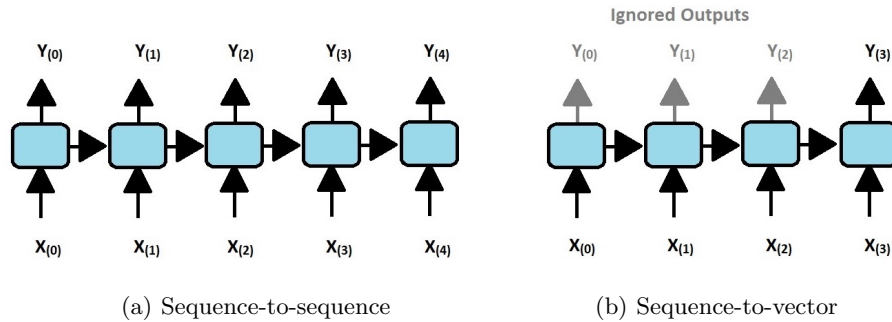 Ignored Outputs
Y(0) Y(1) Y(2) Y(3) Y(4)
Y(0) Y(1) Y(2) Y(3)
X(0) X(1) X(2) X(3) X(4)
X(0) X(1) X(2) X(3)
(a) Sequence-to-sequence
(b) Sequence-to-vector